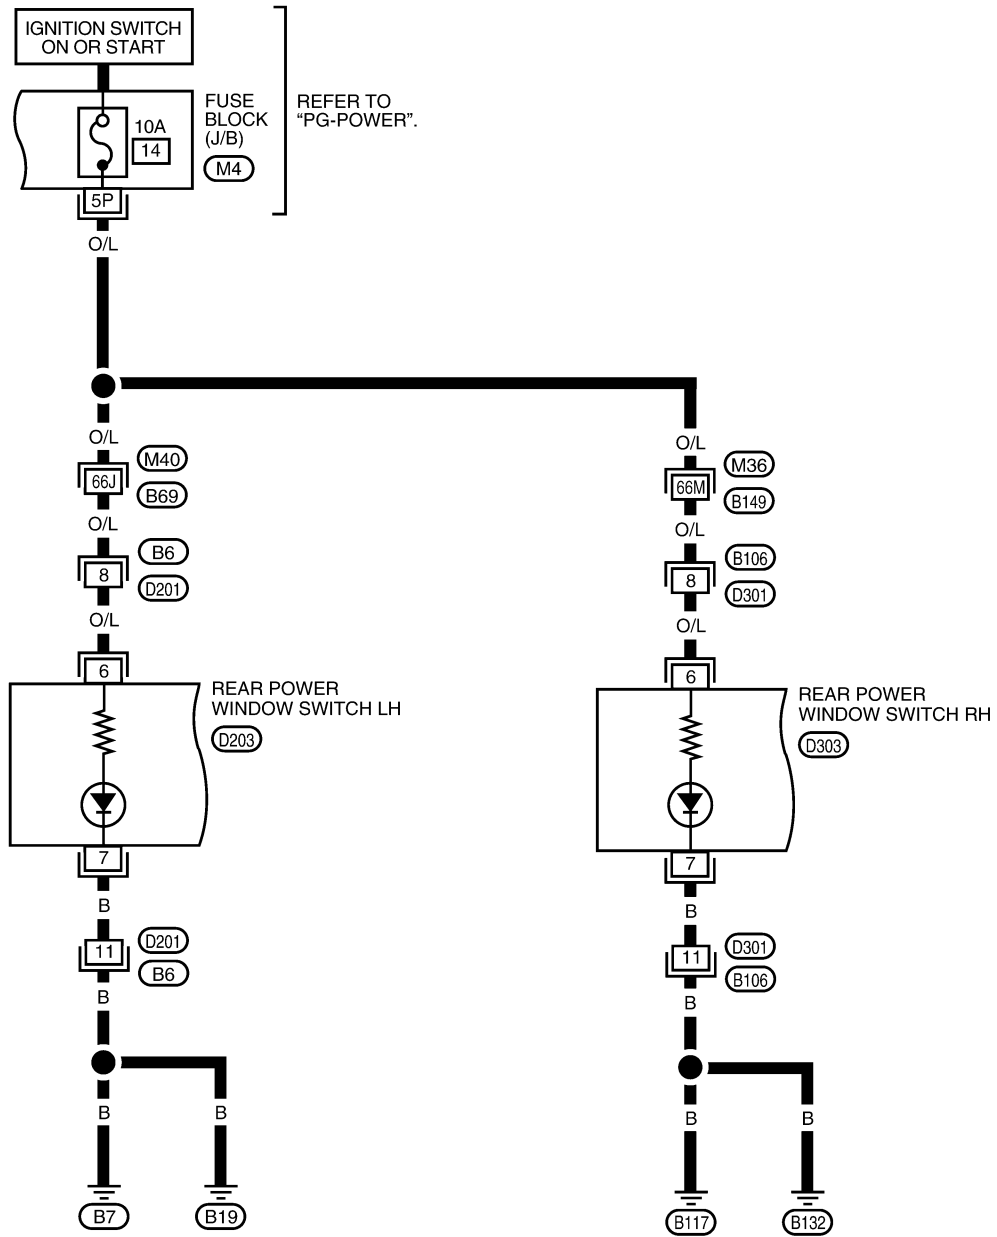 IGNITION SWITCH
ON OR START
FUSE
BLOCK
(J/B)
M4
10A
14
REFER TO
“PG-POWER”.
5P
O/L
O/L
M40
66J
B69
O/L
B6
8
D201
O/L
6
REAR POWER
WINDOW SWITCH LH
D203
7
B
11
D201
B6
B
B
B
B7
B19
O/L
M36
66M
B149
O/L
B106
8
D301
O/L
6
REAR POWER
WINDOW SWITCH RH
D303
7
B
11
D301
B106
B
B
B
B117
B132